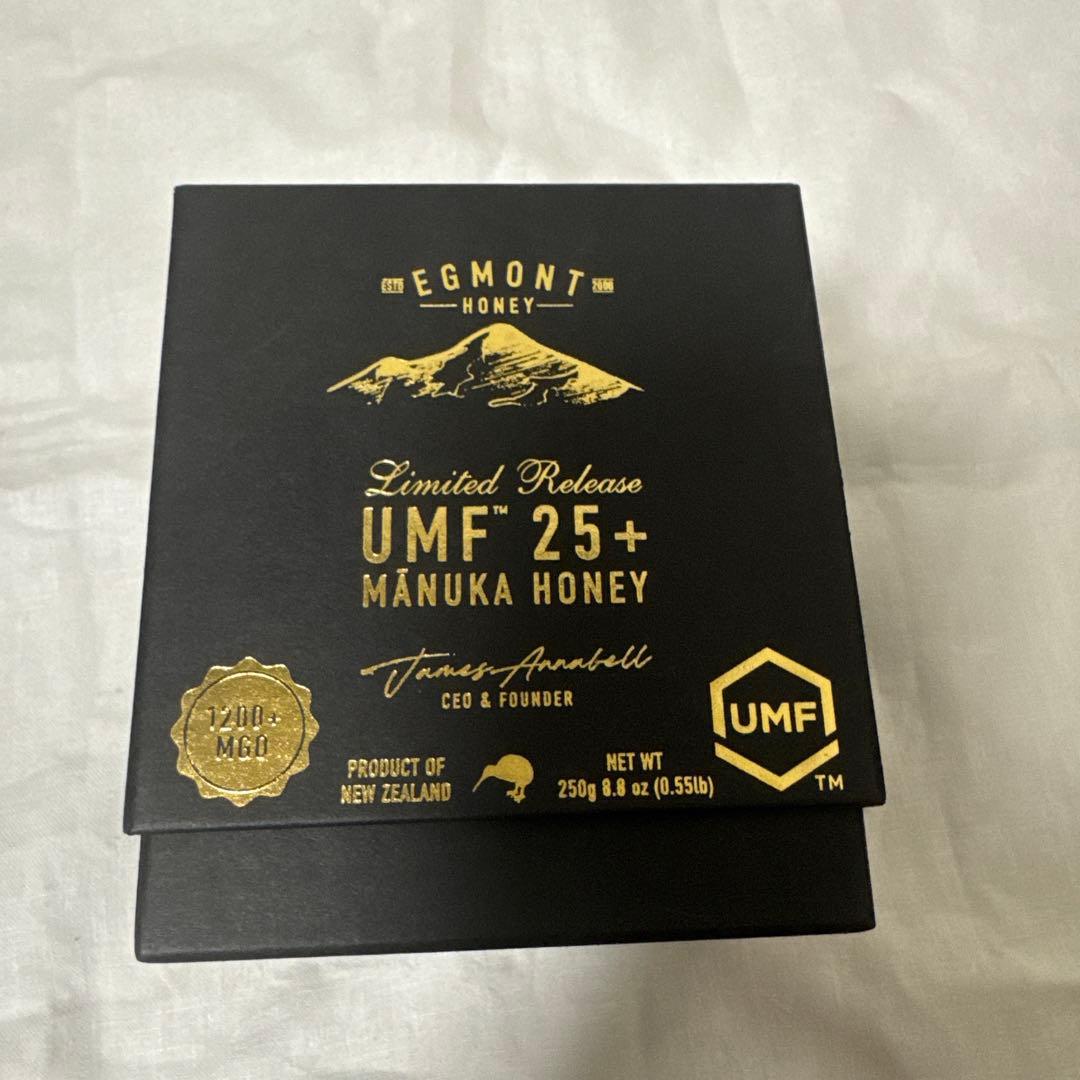 ESTD EGMONT 2006
HONEY
Limited Release
UMF™ 25+
MĀNUKA HONEY
James Annabell
CEO & FOUNDER
1200+
MGO
PRODUCT OF
NEW ZEALAND
NET WT
250g 8.8 oz (0.55lb)
UMF
TM